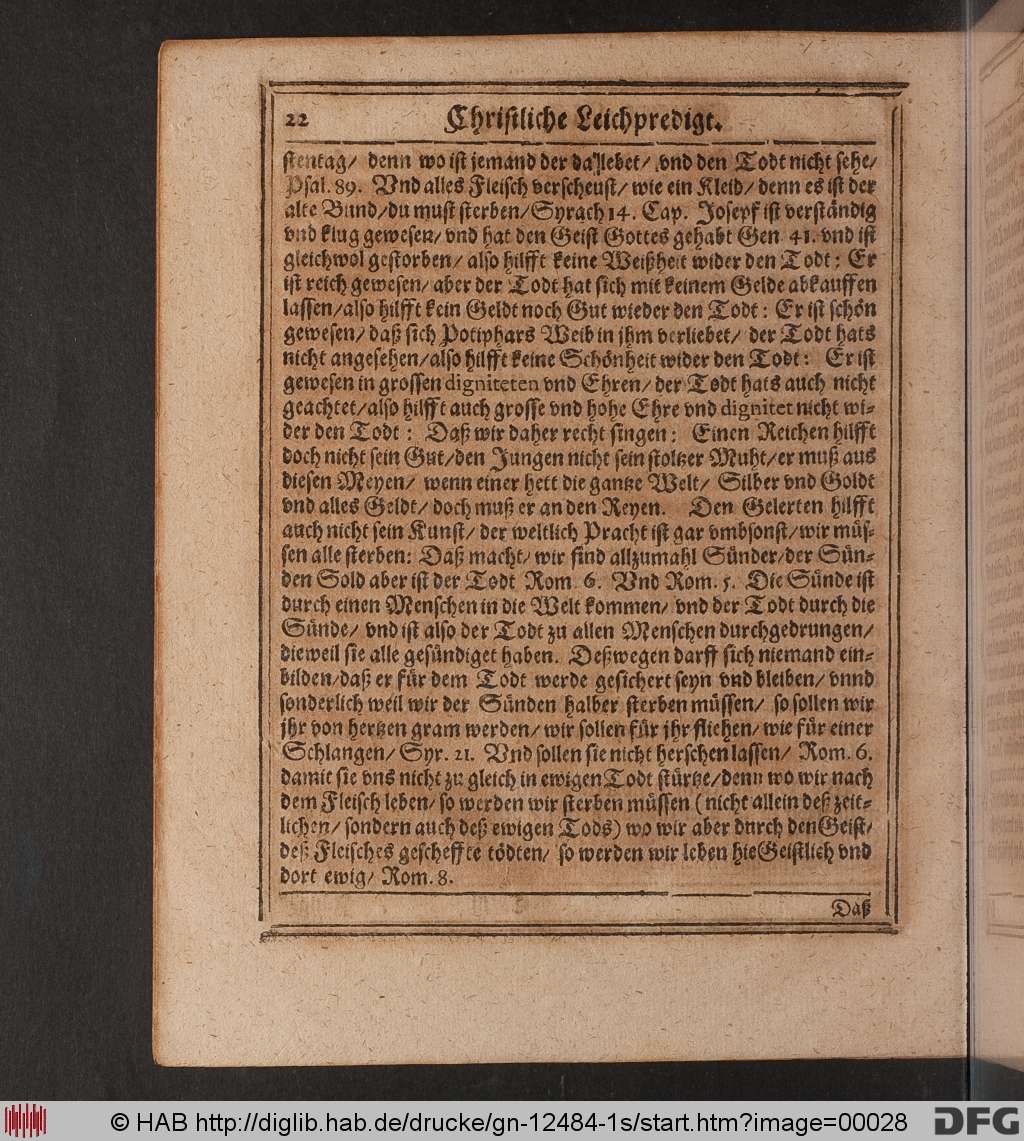 22 Christliche Leichpredigt.
stentag/ denn wo ist jemand der da lebet/ vnd den Todt nicht sehe/
Psal. 89. Vnd alles Fleisch verscheust/ wie ein Kleid/ denn es ist der
alte Bund/ du must sterben/ Syrach 14. Cap. Josepf ist verständig
vnd klug gewesen/ vnd hat den Geist Gottes gehabt Gen 41. vnd ist
gleichwol gestorben/ also hilfft keine Weißheit wider den Todt: Er
ist reich gewesen/ aber der Todt hat sich mit keinem Gelde abkauffen
lassen/ also hilfft kein Geldt noch Gut wieder den Todt: Er ist schön
gewesen/ daß sich Potiphars Weib in jhm verliebet/ der Todt hats
nicht angesehen/ also hilfft keine Schönheit wider den Todt: Er ist
gewesen in grossen digniteten vnd Ehren/ der Todt hats auch nicht
geachtet/ also hilfft auch grosse vnd hohe Ehre vnd dignitet nicht wi-
der den Todt: Daß wir daher recht singen: Einen Reichen hilfft
doch nicht sein Gut/ den Jungen nicht sein stoltzer Muht/ er muß aus
diesen Meyen/ wenn einer hett die gantze Welt/ Silber vnd Goldt
vnd alles Geldt/ doch muß er an den Reyen. Den Gelerten hilfft
auch nicht sein Kunst/ der weltlich Pracht ist gar vmbsonst/ wir müs-
sen alle sterben: Daß macht/ wir sind allzumahl Sünder/ der Sün-
den Sold aber ist der Todt Rom. 6. Vnd Rom. 5. Die Sünde ist
durch einen Menschen in die Welt kommen/ vnd der Todt durch die
Sünde/ vnd ist also der Todt zu allen Menschen durchgedrungen/
dieweil sie alle gesündiget haben. Deßwegen darff sich niemand ein-
bilden/ daß er für dem Todt werde gesichert seyn vnd bleiben/ vnnd
sonderlich weil wir der Sünden halber sterben müssen/ so sollen wir
jhr von hertzen gram werden/ wir sollen für jhr fliehen/ wie für einer
Schlangen/ Syr. 21. Vnd sollen sie nicht herschen lassen/ Rom. 6.
damit sie vns nicht zu gleich in ewigen Todt stürtze/ denn wo wir nach
dem Fleisch leben/ so werden wir sterben müssen (nicht allein deß zeit-
lichen/ sondern auch deß ewigen Tods) wo wir aber durch den Geist/
deß Fleisches gescheffte tödten/ so werden wir leben hie Geistlich vnd
dort ewig/ Rom. 8.
Daß
© HAB http://diglib.hab.de/drucke/gn-12484-1s/start.htm?image=00028
DFG